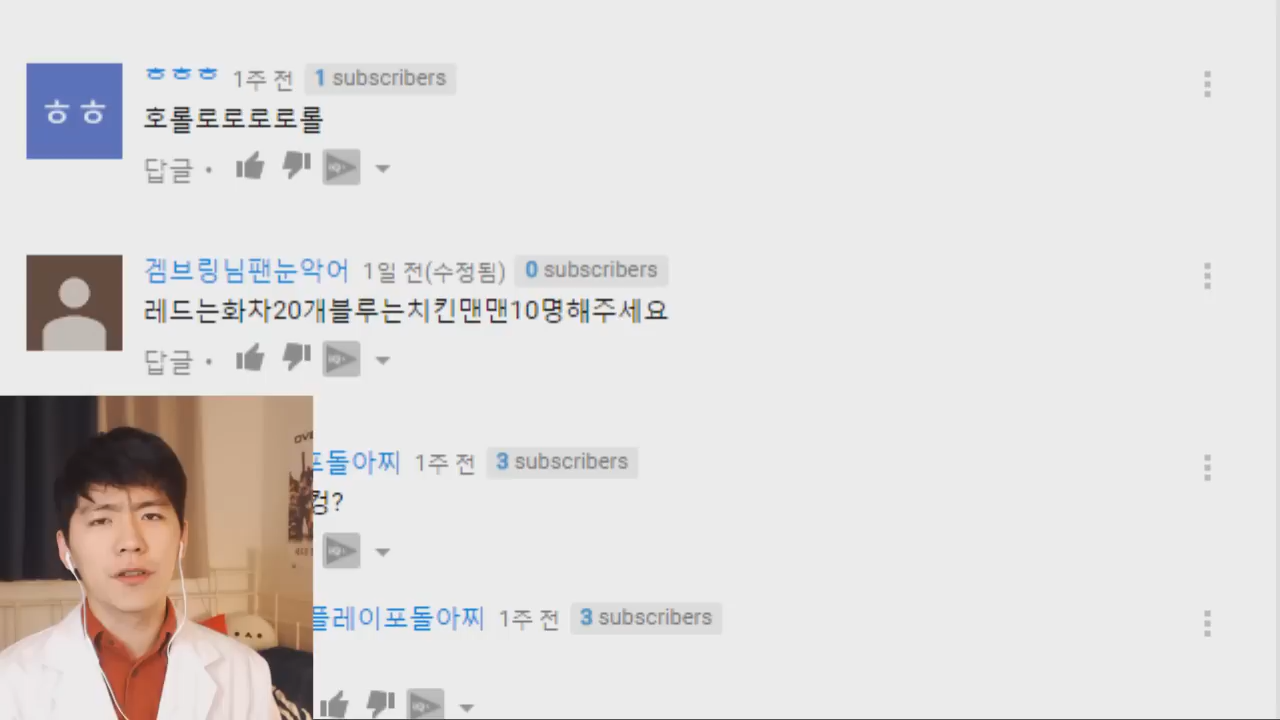 ㅎㅎ
ㅎㅎㅎ 1주 전 1 subscribers
호롤로로로로롤
답글 •
겜브링님팬눈악어 1일 전(수정됨) 0 subscribers
레드는화차20개블루는치킨맨맨10명해주세요
답글 •
포돌아찌 1주 전 3 subscribers
컹?
플레이포돌아찌 1주 전 3 subscribers